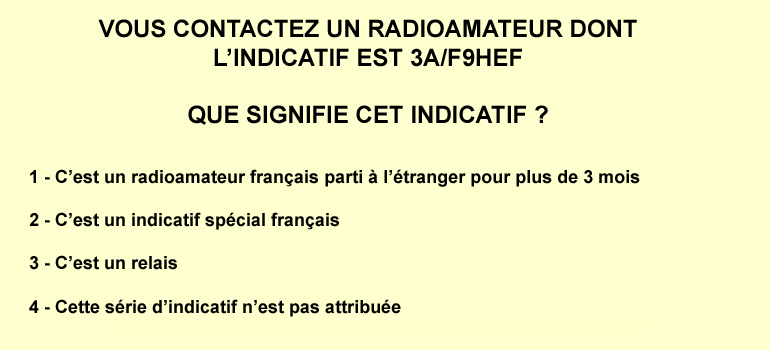 VOUS CONTACTEZ UN RADIOAMATEUR DONT
L’INDICATIF EST 3A/F9HEF
QUE SIGNIFIE CET INDICATIF ?
1 - C’est un radioamateur français parti à l’étranger pour plus de 3 mois
2 - C’est un indicatif spécial français
3 - C’est un relais
4 - Cette série d’indicatif n’est pas attribuée